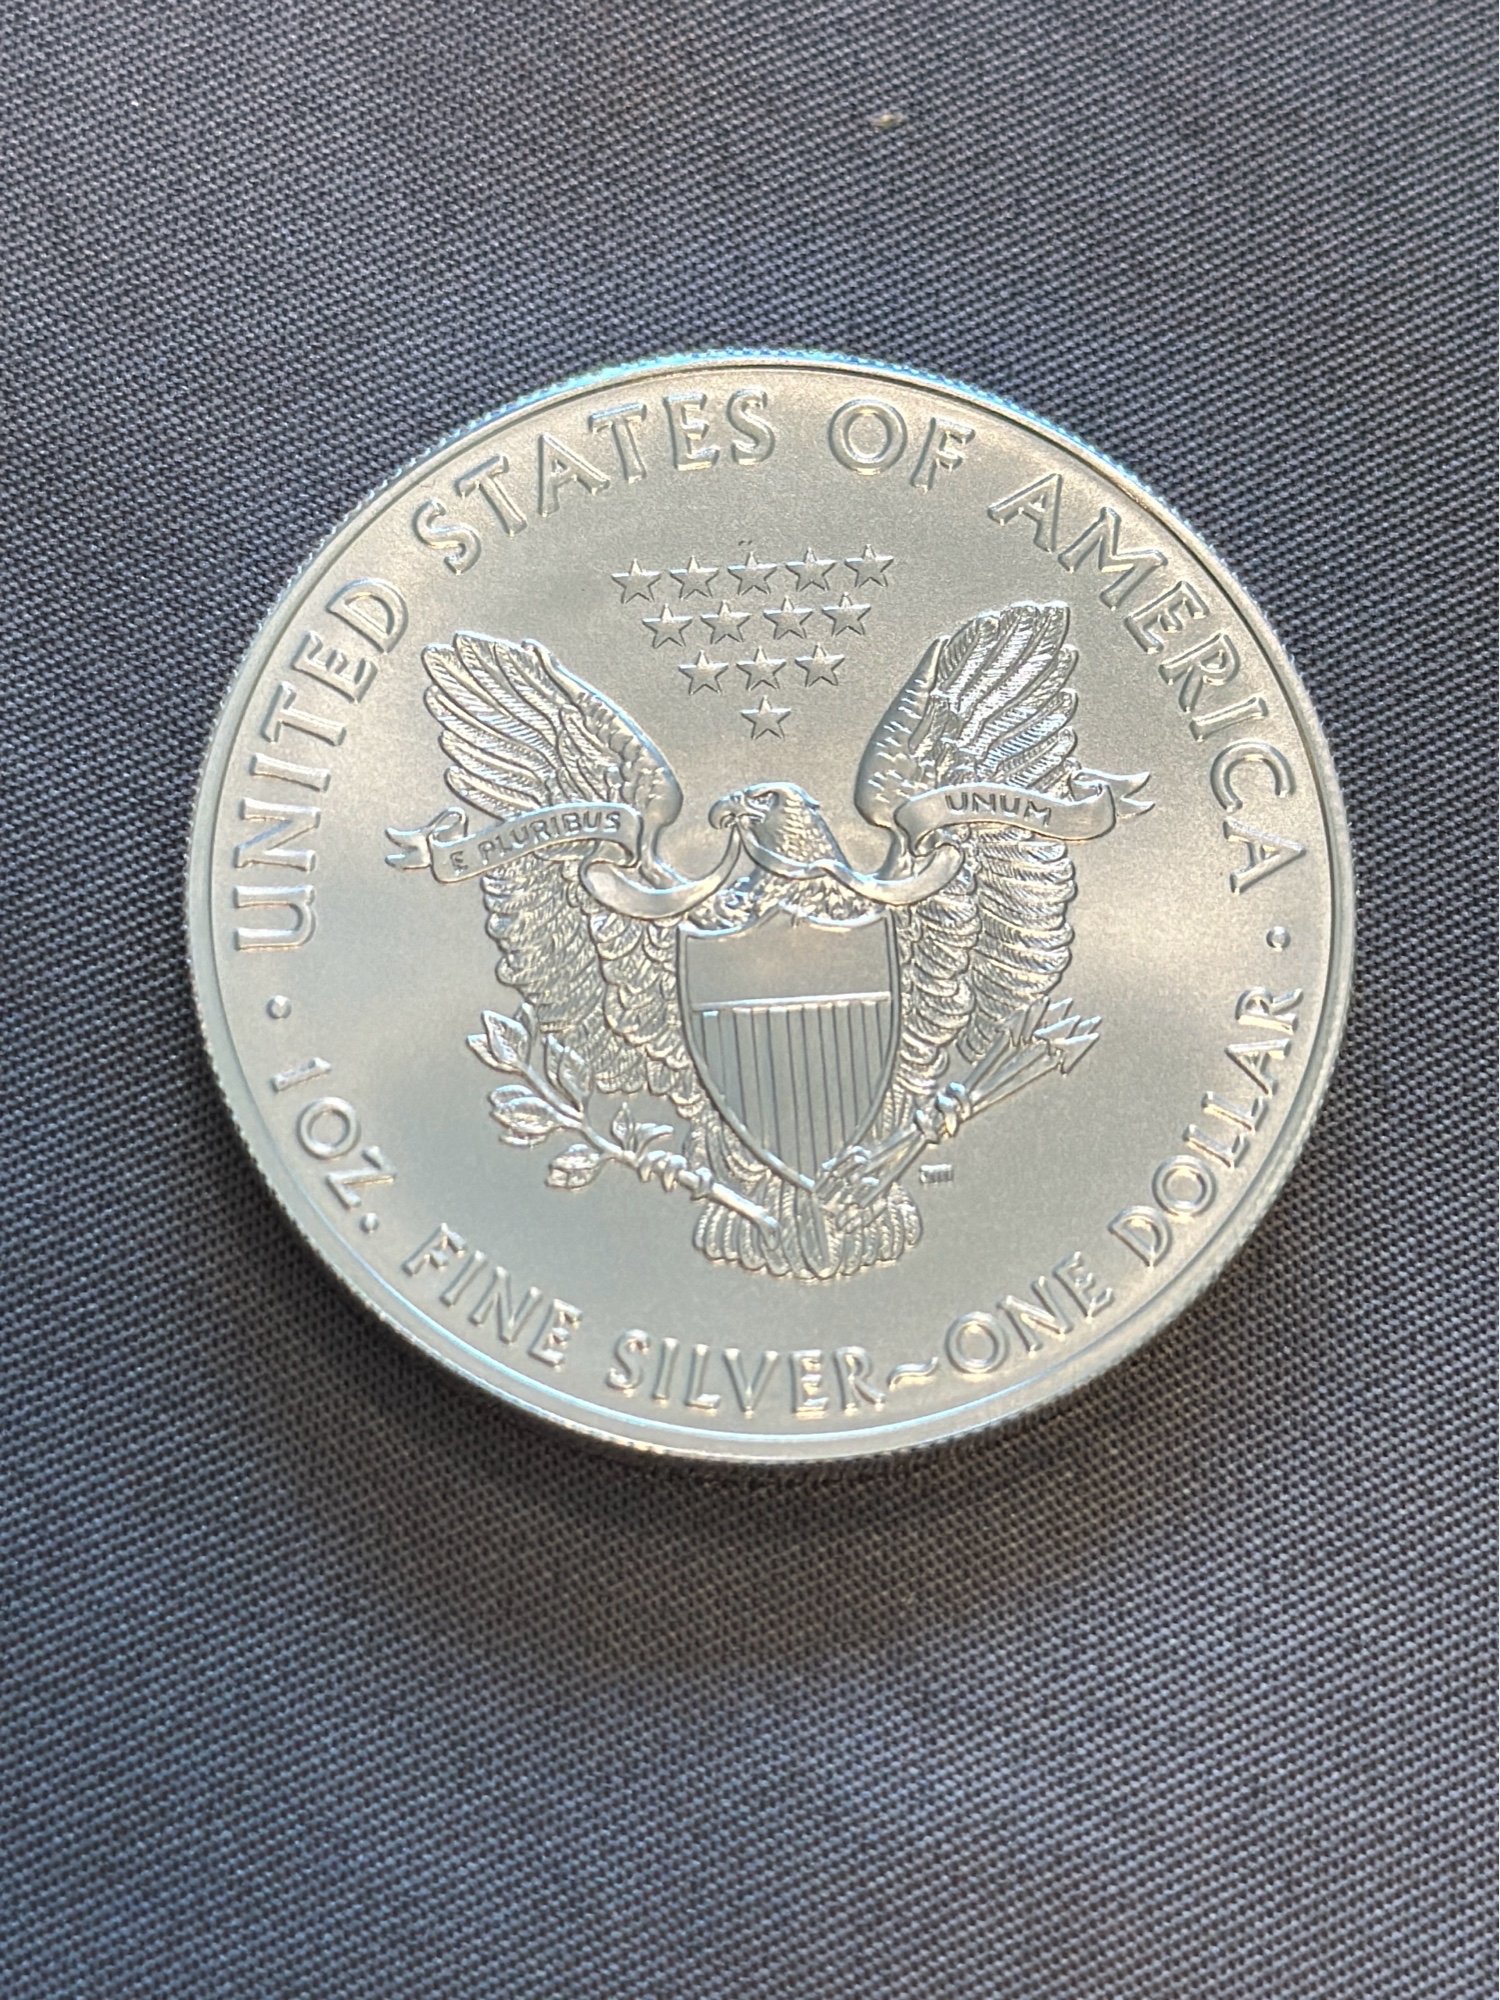 UNITED STATES OF AMERICA
E PLURIBUS UNUM
1 OZ. FINE SILVER~ONE DOLLAR